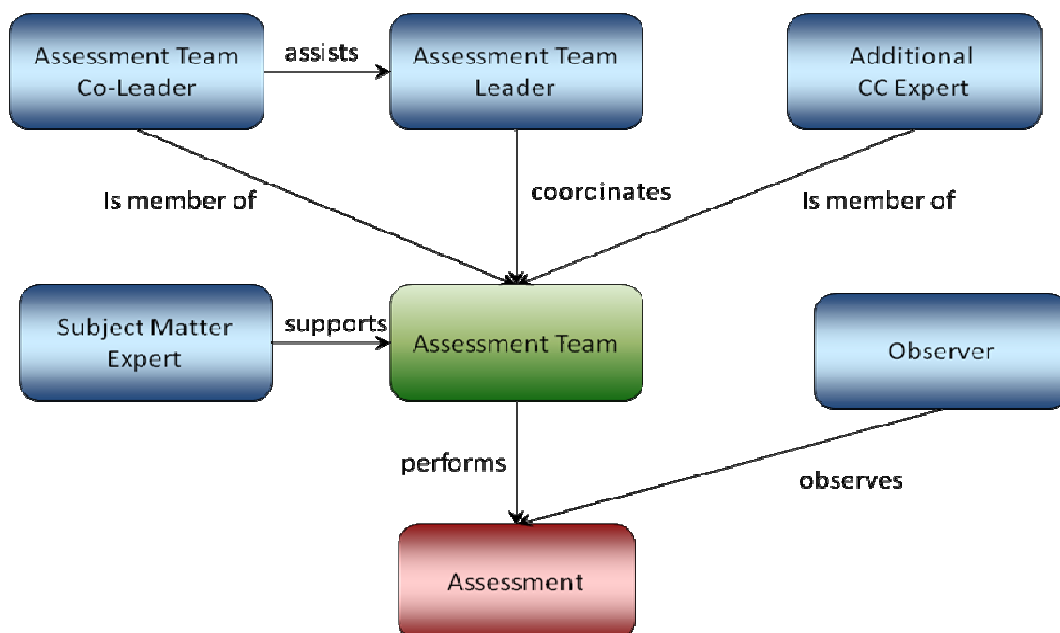 Assessment Team
Co-Leader
assists
Assessment Team
Leader
Additional
CC Expert
Is member of
coorcinates
Is member of
Subject Matter
Expert
supports
Assessment Team
Observer
performs
observes
Assessment